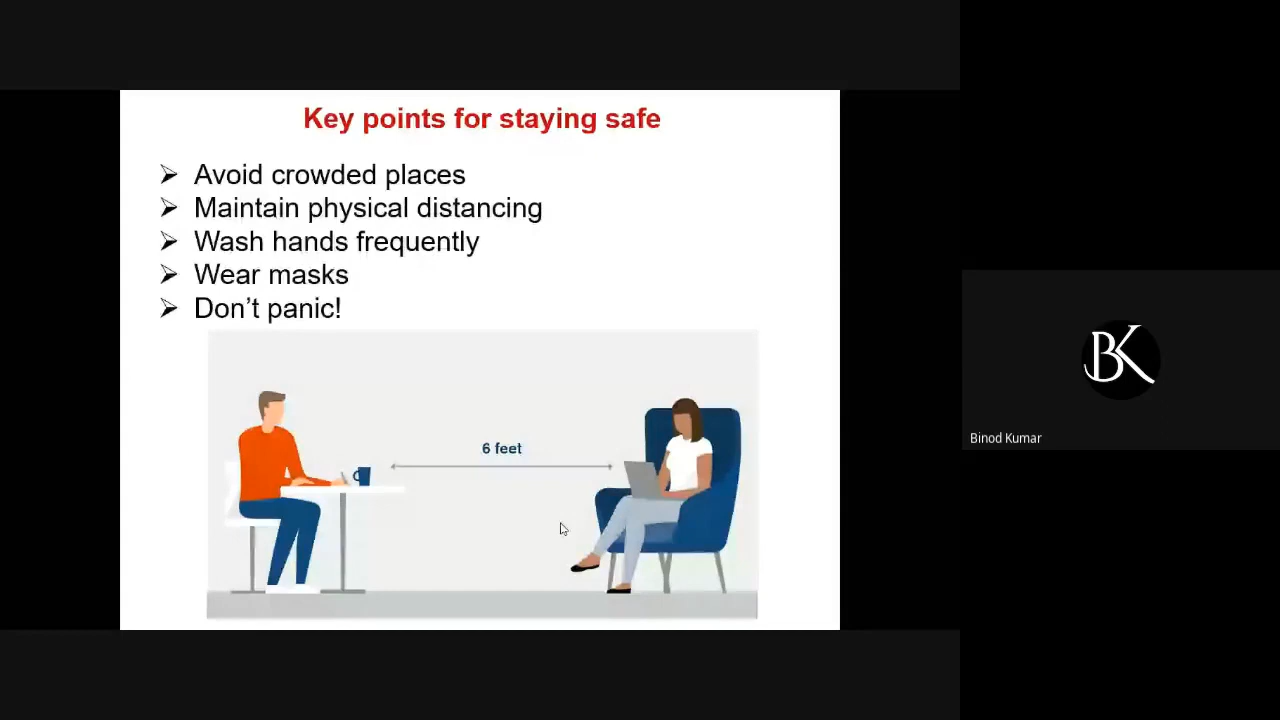 Key points for staying safe
➢ Avoid crowded places
➢ Maintain physical distancing
➢ Wash hands frequently
➢ Wear masks
➢ Don’t panic!
6 feet
BK
Binod Kumar